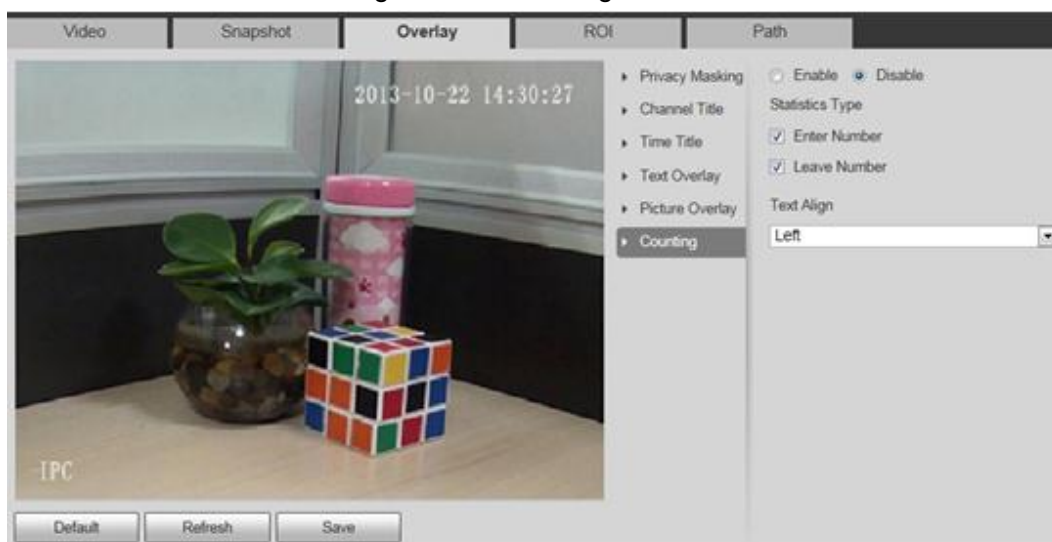 Video Snapshot Overlay ROI Path
2013-10-22 14:30:27
IPC
Privacy Masking
Channel Title
Time Title
Text Overlay
Picture Overlay
Counting
Enable Disable
Statistics Type
Enter Number
Leave Number
Text Align
Left
Default Refresh Save